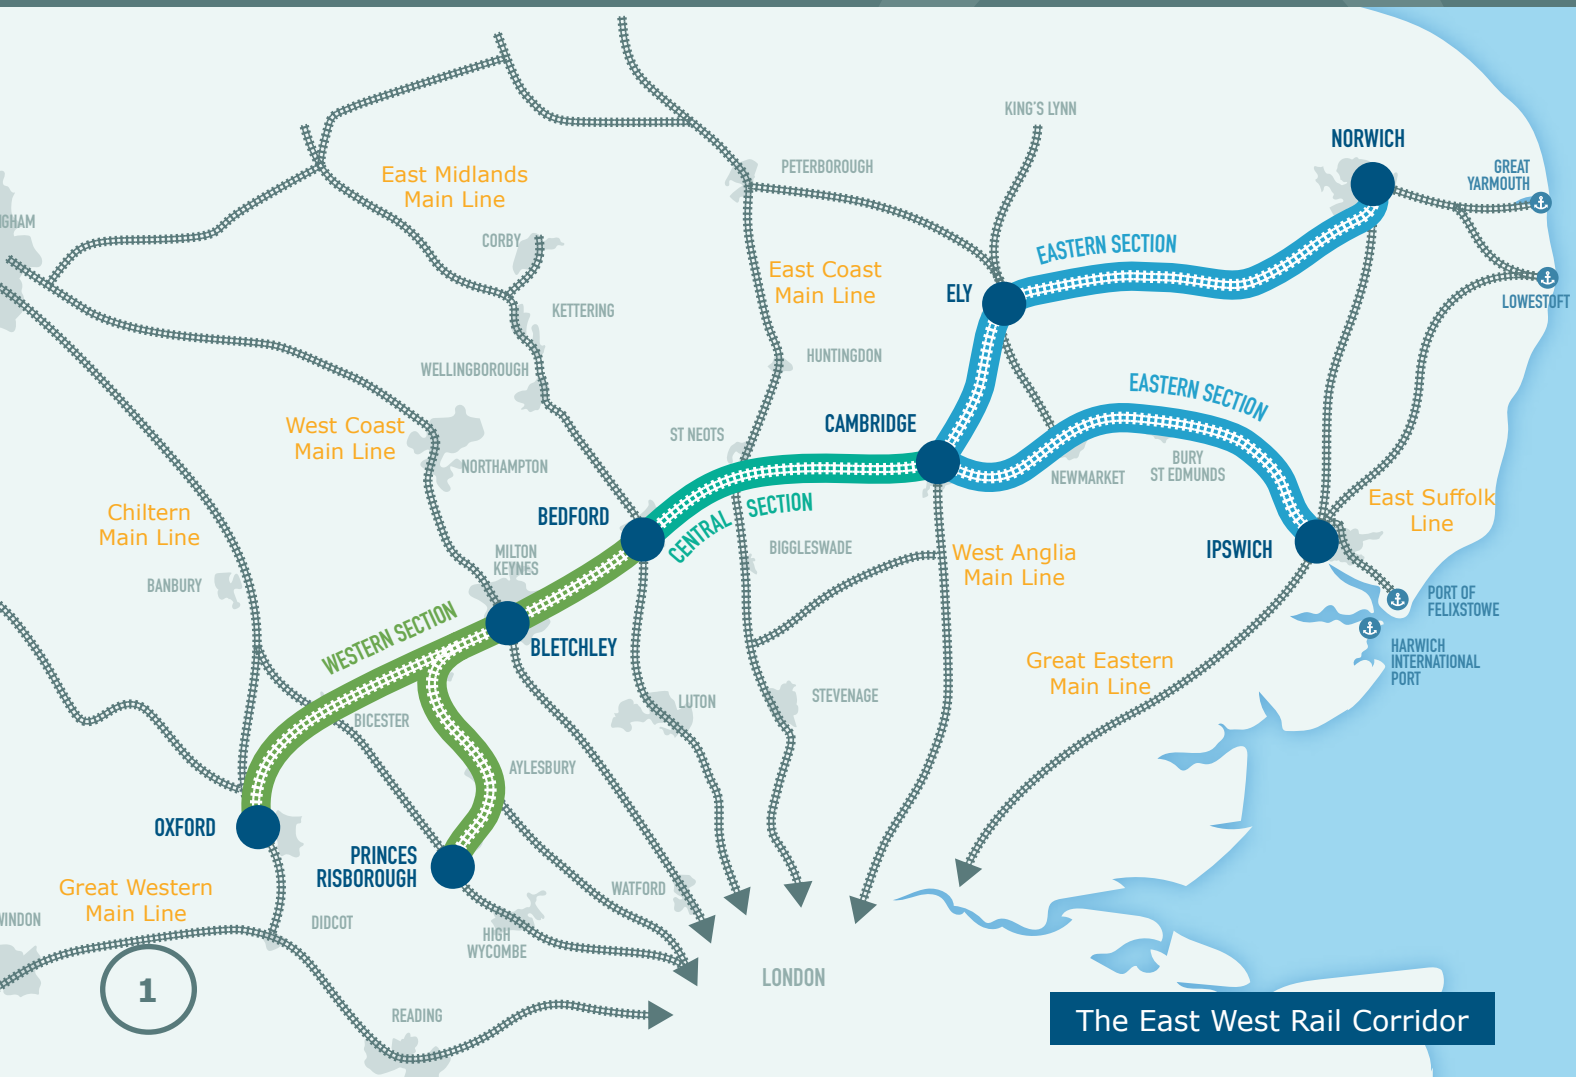 KING'S LYNN
NORWICH
PETERBOROUGH
GREAT
YARMOUTH
East Midlands
Main Line
CORBY
EASTERN SECTION
East Coast
Main Line
ELY
LOWESTOFT
KETTERING
HUNTINGDON
WELLINGBOROUGH
EASTERN SECTION
West Coast
Main Line
CAMBRIDGE
ST NEOTS
NORTHAMPTON
NEWMARKET
BURY
ST EDMUNDS
East Suffolk
Line
Chiltern
Main Line
BEDFORD
CENTRAL SECTION
MILTON
KEYNES
BIGGLESWADE
West Anglia
Main Line
IPSWICH
BANBURY
PORT OF
FELIXSTOWE
WESTERN SECTION
BLETCHLEY
HARWICH
INTERNATIONAL
PORT
Great Eastern
Main Line
BICESTER
LUTON
STEVENAGE
AYLESBURY
OXFORD
PRINCES
RISBOROUGH
Great Western
Main Line
WATFORD
DIDCOT
HIGH
WYCOMBE
LONDON
1
READING
The East West Rail Corridor